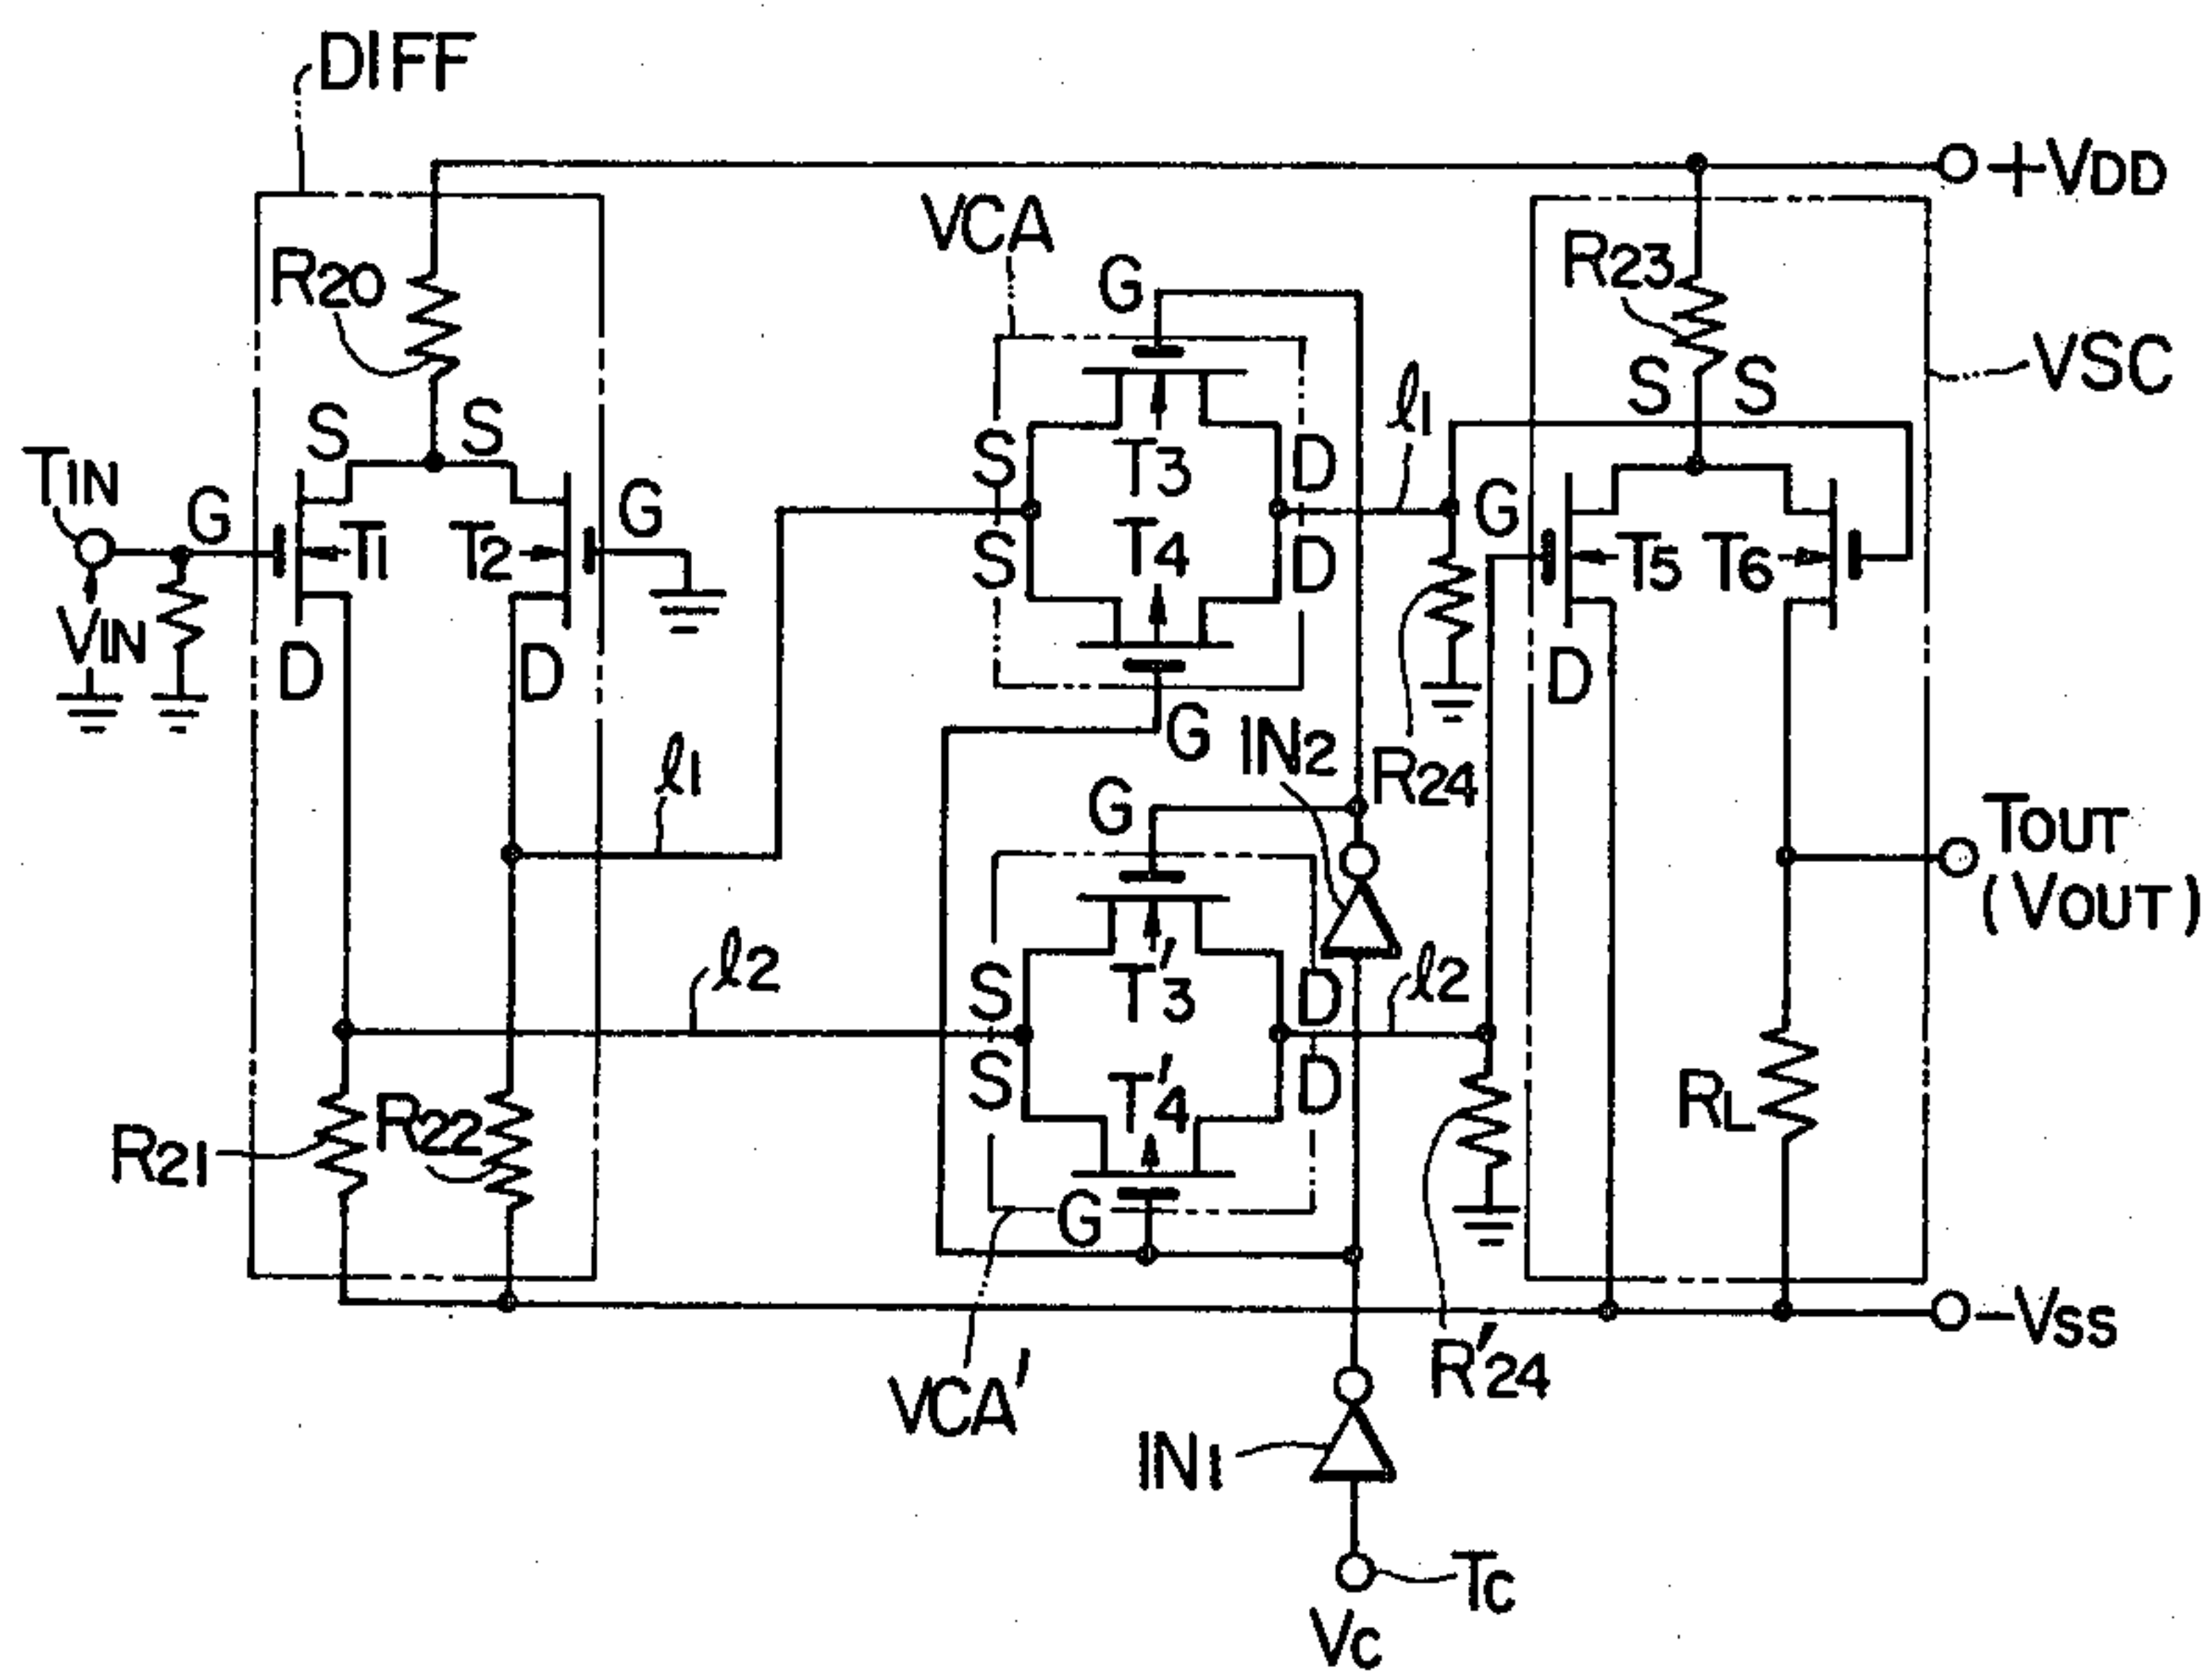 DIFF
+VDD
VCA
R20
G
R23
VSC
S S
S S
TIN
G
T1 T2
G
VIN
D D
S D
T3
S D
T4
G
l1
G
T5 T6
D
l1
IN2
R24
G
TOUT
(VOUT)
l2
S D
T'3
S D
T'4
G
l2
RL
R21
R22
-VSS
VCA'
R'24
IN1
TC
VC